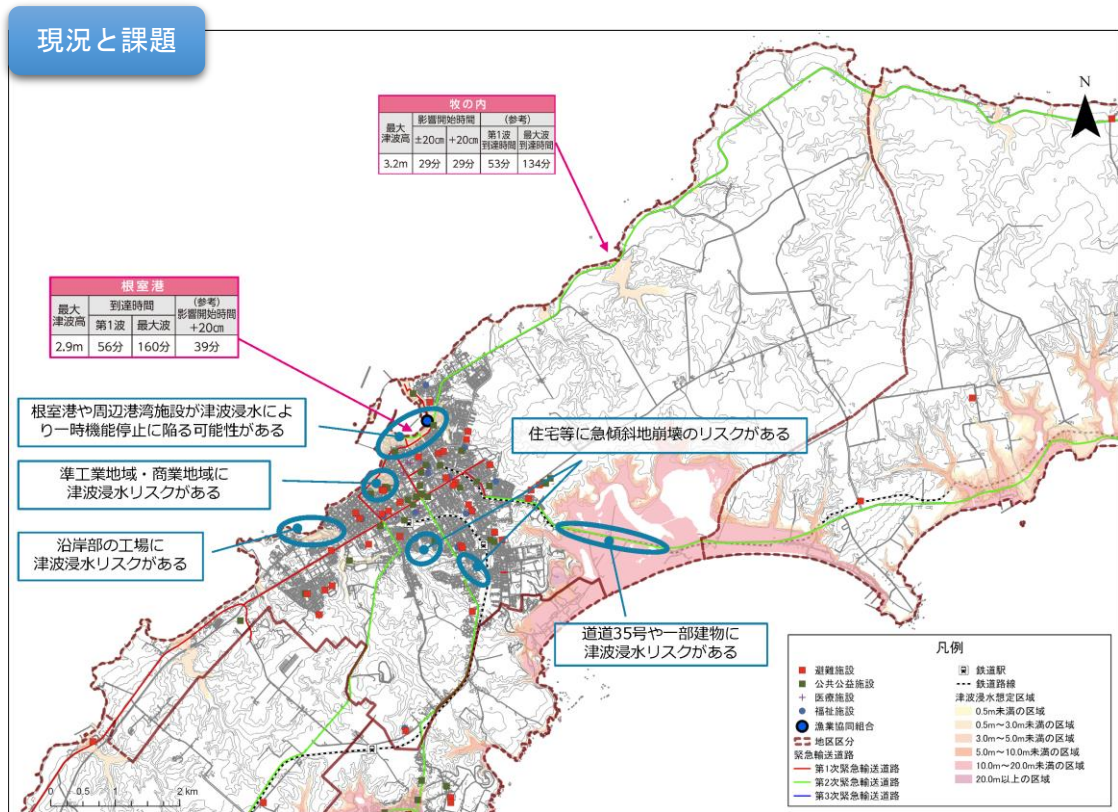 現況と課題
N
牧の内
最大津波高 影響開始時間 (参考)
±20㎝ +20㎝ 第1波到達時間 最大波到達時間
3.2m 29分 29分 53分 134分
根室港
最大津波高 到達時間 (参考)影響開始時間+20㎝
第1波 最大波
2.9m 56分 160分 39分
根室港や周辺港湾施設が津波浸水によ
り一時機能停止に陥る可能性がある
住宅等に急傾斜地崩壊のリスクがある
準工業地域・商業地域に
津波浸水リスクがある
沿岸部の工場に
津波浸水リスクがある
道道35号や一部建物に
津波浸水リスクがある
凡例
避難施設
公共公益施設
医療施設
福祉施設
漁業協同組合
地区区分
緊急輸送道路
第1次緊急輸送道路
第2次緊急輸送道路
第3次緊急輸送道路
鉄道駅
鉄道路線
津波浸水想定区域
0.5m未満の区域
0.5m～3.0m未満の区域
3.0m～5.0m未満の区域
5.0m～10.0m未満の区域
10.0m～20.0m未満の区域
20.0m以上の区域
0 0.5 1 2 km